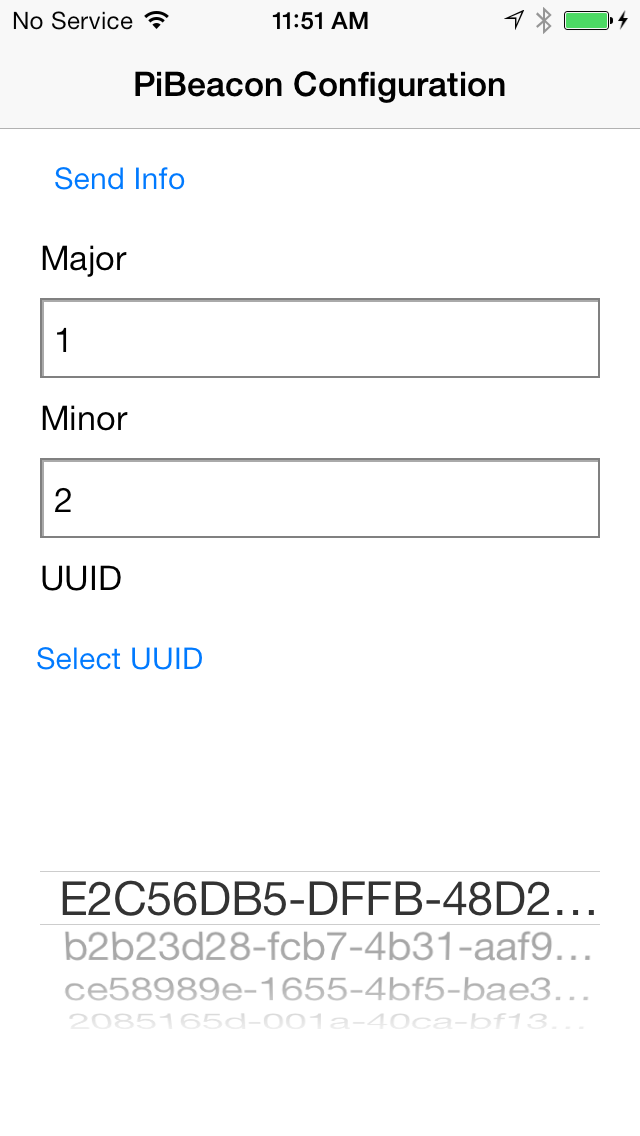 No Service 11:51 AM
PiBeacon Configuration
Send Info
Major
1
Minor
2
UUID
Select UUID
E2C56DB5-DFFB-48D2...
b2b23d28-fcb7-4b31-aaf9...
ce58989e-1655-4bf5-bae3...
2085165d-001a-40ca-bf13...